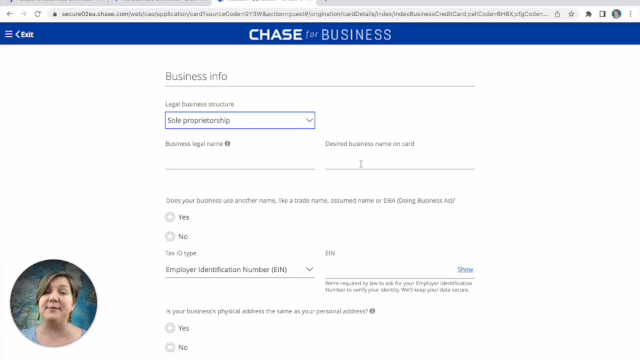 secure02ea.chase.com/web/oao/application/card?sourceCode=QY3W&action=guest#/origination/cardDetails/index/indexBusinessCreditCard;cellCode=6H8X;cfgCode=...
Exit
CHASE for BUSINESS
Business info
Legal business structure
Sole proprietorship
Business legal name
Desired business name on card
Does your business use another name, like a trade name, assumed name or DBA (Doing Business As)?
Yes
No
Tax ID type
EIN
Employer Identification Number (EIN)
Show
We're required by law to ask for your Employer Identification
Number to verify your identity. We'll keep your data secure.
Is your business's physical address the same as your personal address?
Yes
No